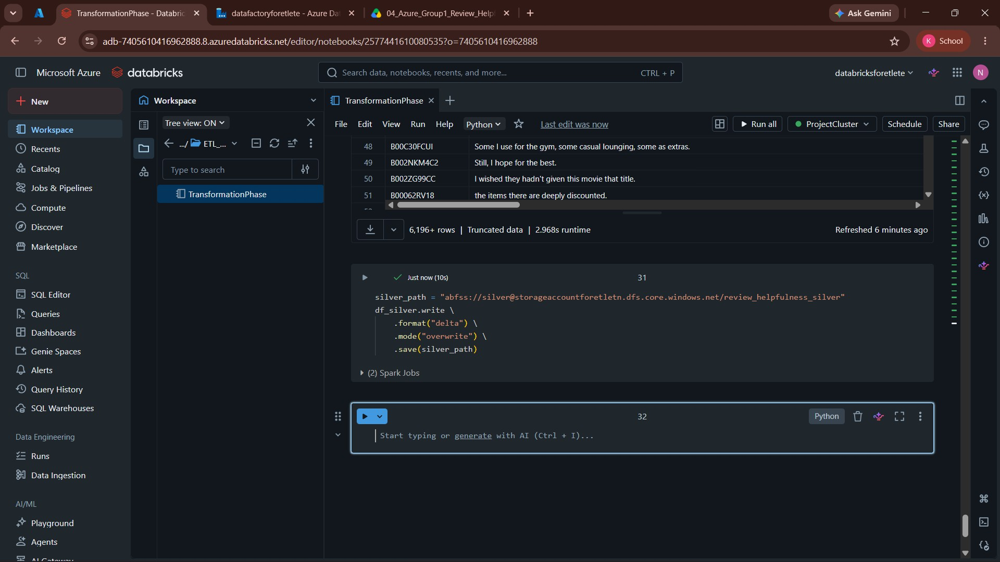 TransformationPhase - Databric
datafactoryforetlete - Azure Da
04_Azure_Group1_Review_Help
Ask Gemini
adb-7405610416962888.8.azuredatabricks.net/editor/notebooks/2577441610080535?o=7405610416962888
K
School
Microsoft Azure
databricks
Search data, notebooks, recents, and more...
CTRL + P
databricksforetlete
N
New
Workspace
Recents
Catalog
Jobs & Pipelines
Compute
Discover
Marketplace
SQL
SQL Editor
Queries
Dashboards
Genie Spaces
Alerts
Query History
SQL Warehouses
Data Engineering
Runs
Data Ingestion
AI/ML
Playground
Agents
AI Gateway
Workspace
Tree view: ON
.../ ETL_...
Type to search
TransformationPhase
TransformationPhase
File Edit View Run Help Python
Last edit was now
Run all
ProjectCluster
Schedule
Share
48 B00C30FCUI Some I use for the gym, some casual lounging, some as extras.
49 B002NKM4C2 Still, I hope for the best.
50 B002ZG99CC I wished they hadn't given this movie that title.
51 B00062RV18 the items there are deeply discounted.
6,196+ rows | Truncated data | 2.968s runtime
Refreshed 6 minutes ago
Just now (10s)
31
silver_path = "abfss://silver@storageaccountforetletn.dfs.core.windows.net/review_helpfulness_silver"
df_silver.write \
.format("delta") \
.mode("overwrite") \
.save(silver_path)
(2) Spark Jobs
32
Python
Start typing or generate with AI (Ctrl + I)...